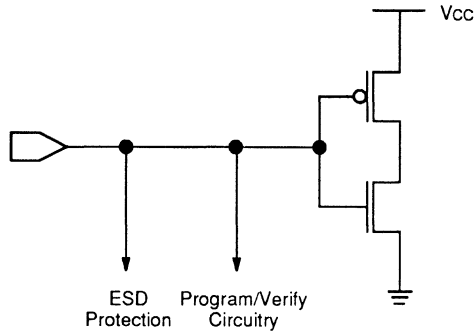 Vcc
ESD
Protection
Program/Verify
Circuitry